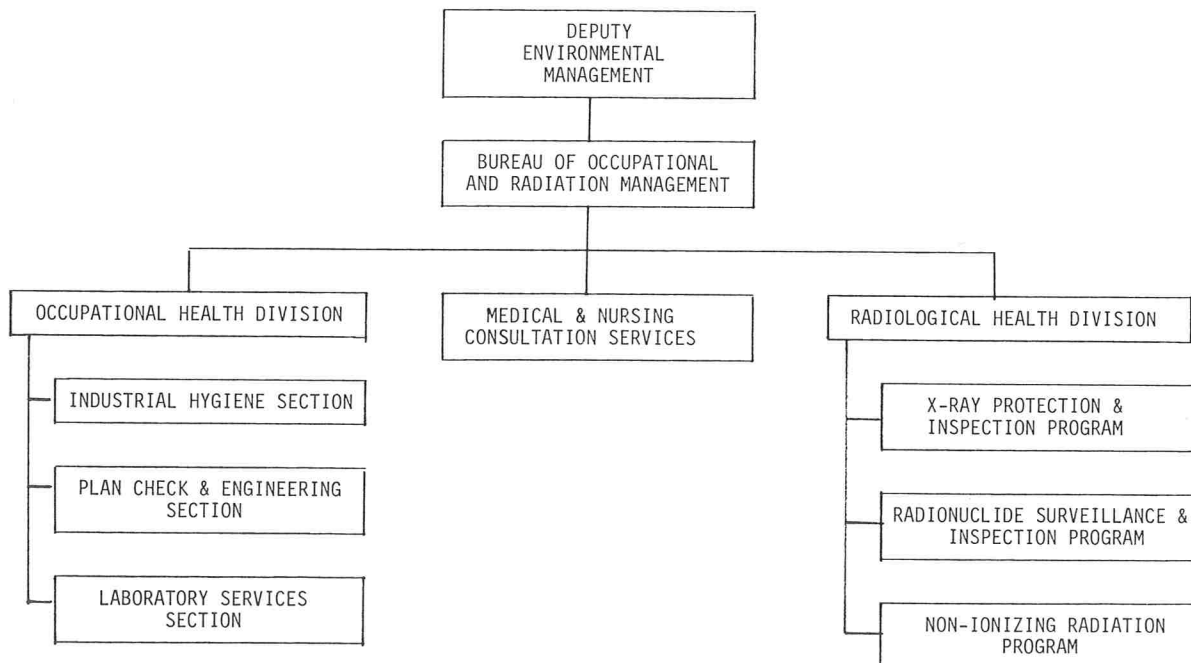 DEPUTY
ENVIRONMENTAL
MANAGEMENT
BUREAU OF OCCUPATIONAL
AND RADIATION MANAGEMENT
OCCUPATIONAL HEALTH DIVISION
INDUSTRIAL HYGIENE SECTION
PLAN CHECK & ENGINEERING
SECTION
LABORATORY SERVICES
SECTION
MEDICAL & NURSING
CONSULTATION SERVICES
RADIOLOGICAL HEALTH DIVISION
X-RAY PROTECTION &
INSPECTION PROGRAM
RADIONUCLIDE SURVEILLANCE &
INSPECTION PROGRAM
NON-IONIZING RADIATION
PROGRAM